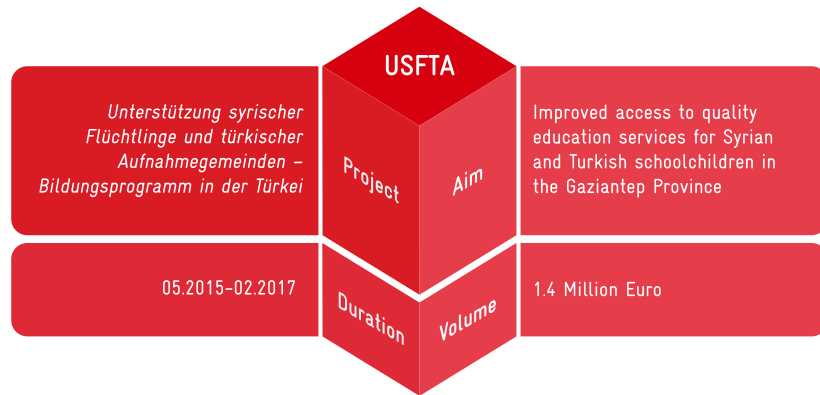 USFTA
Unterstützung syrischer
Flüchtlinge und türkischer
Aufnahmegemeinden –
Bildungsprogramm in der Türkei
Project
Aim
Improved access to quality
education services for Syrian
and Turkish schoolchildren in
the Gaziantep Province
05.2015–02.2017
Duration
Volume
1.4 Million Euro